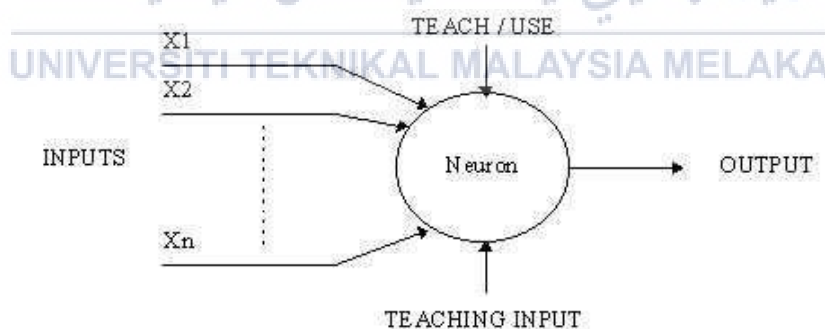 TEACH / USE
X1
UNIVERSITI TEKNIKAL MALAYSIA MELAKA
X2
INPUTS
Neuron
OUTPUT
Xn
TEACHING INPUT